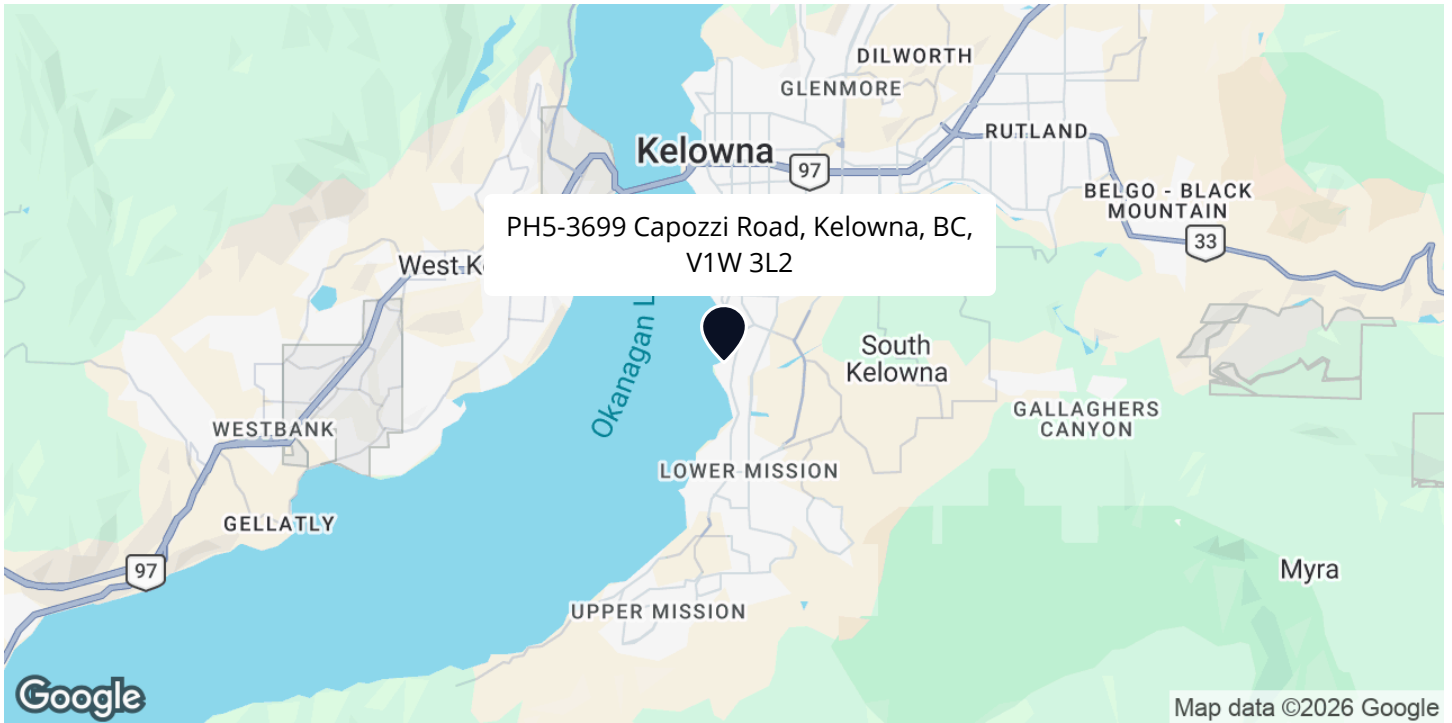 DILWORTH
GLENMORE
RUTLAND
Kelowna
97
BELGO - BLACK
MOUNTAIN
33
PH5-3699 Capozzi Road, Kelowna, BC,
V1W 3L2
West K
Okanagan L
South
Kelowna
GALLAGHERS
CANYON
WESTBANK
LOWER MISSION
GELLATLY
97
Myra
UPPER MISSION
Google
Map data ©2026 Google